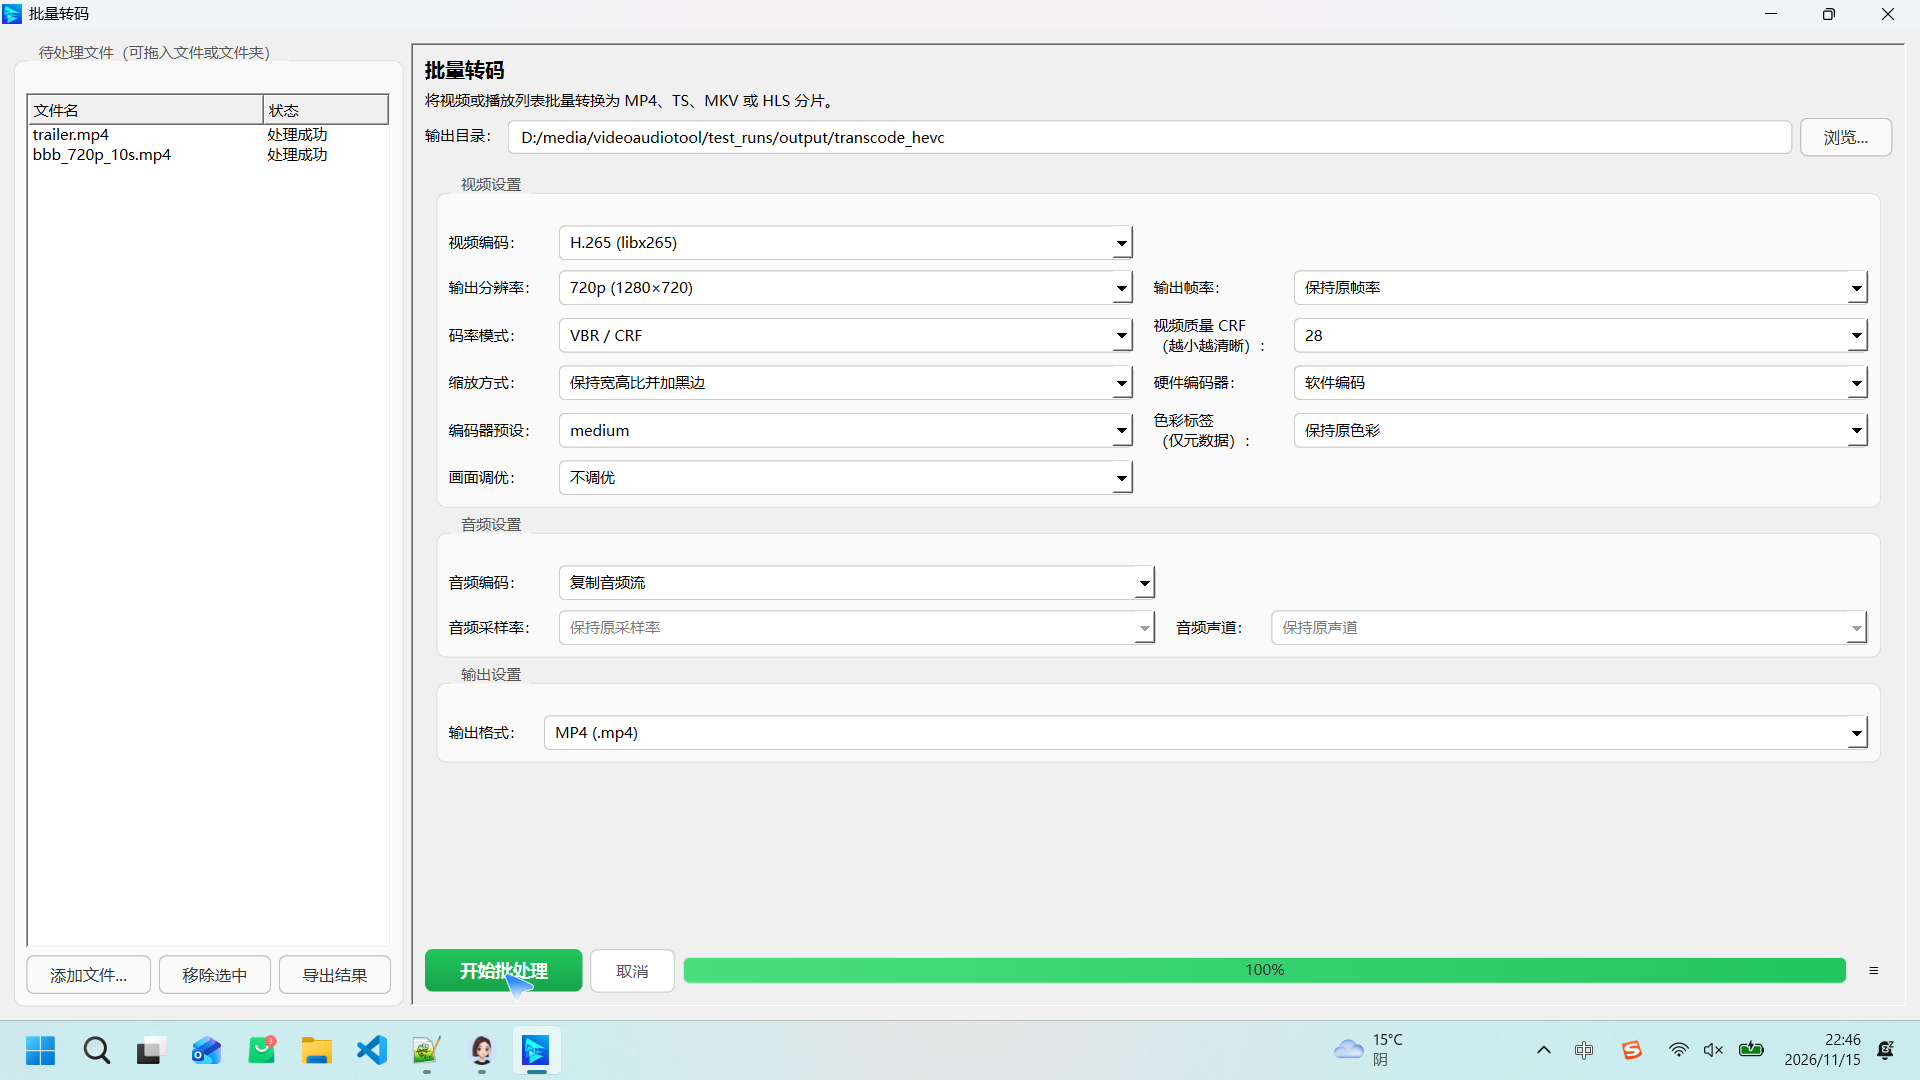 批量转码
待处理文件（可拖入文件或文件夹）
文件名 状态
trailer.mp4 处理成功
bbb_720p_10s.mp4 处理成功
添加文件... 移除选中 导出结果
批量转码
将视频或播放列表批量转换为 MP4、TS、MKV 或 HLS 分片。
输出目录： D:/media/videoaudiotool/test_runs/output/transcode_hevc 浏览...
视频设置
视频编码： H.265 (libx265)
输出分辨率： 720p (1280×720) 输出帧率： 保持原帧率
码率模式： VBR / CRF 视频质量 CRF
（越小越清晰）： 28
缩放方式： 保持宽高比并加黑边 硬件编码器： 软件编码
编码器预设： medium 色彩标签
（仅元数据）： 保持原色彩
画面调优： 不调优
音频设置
音频编码： 复制音频流
音频采样率： 保持原采样率 音频声道： 保持原声道
输出设置
输出格式： MP4 (.mp4)
开始批处理 取消 100%
3
15°C
阴
中
22:46
2026/11/15